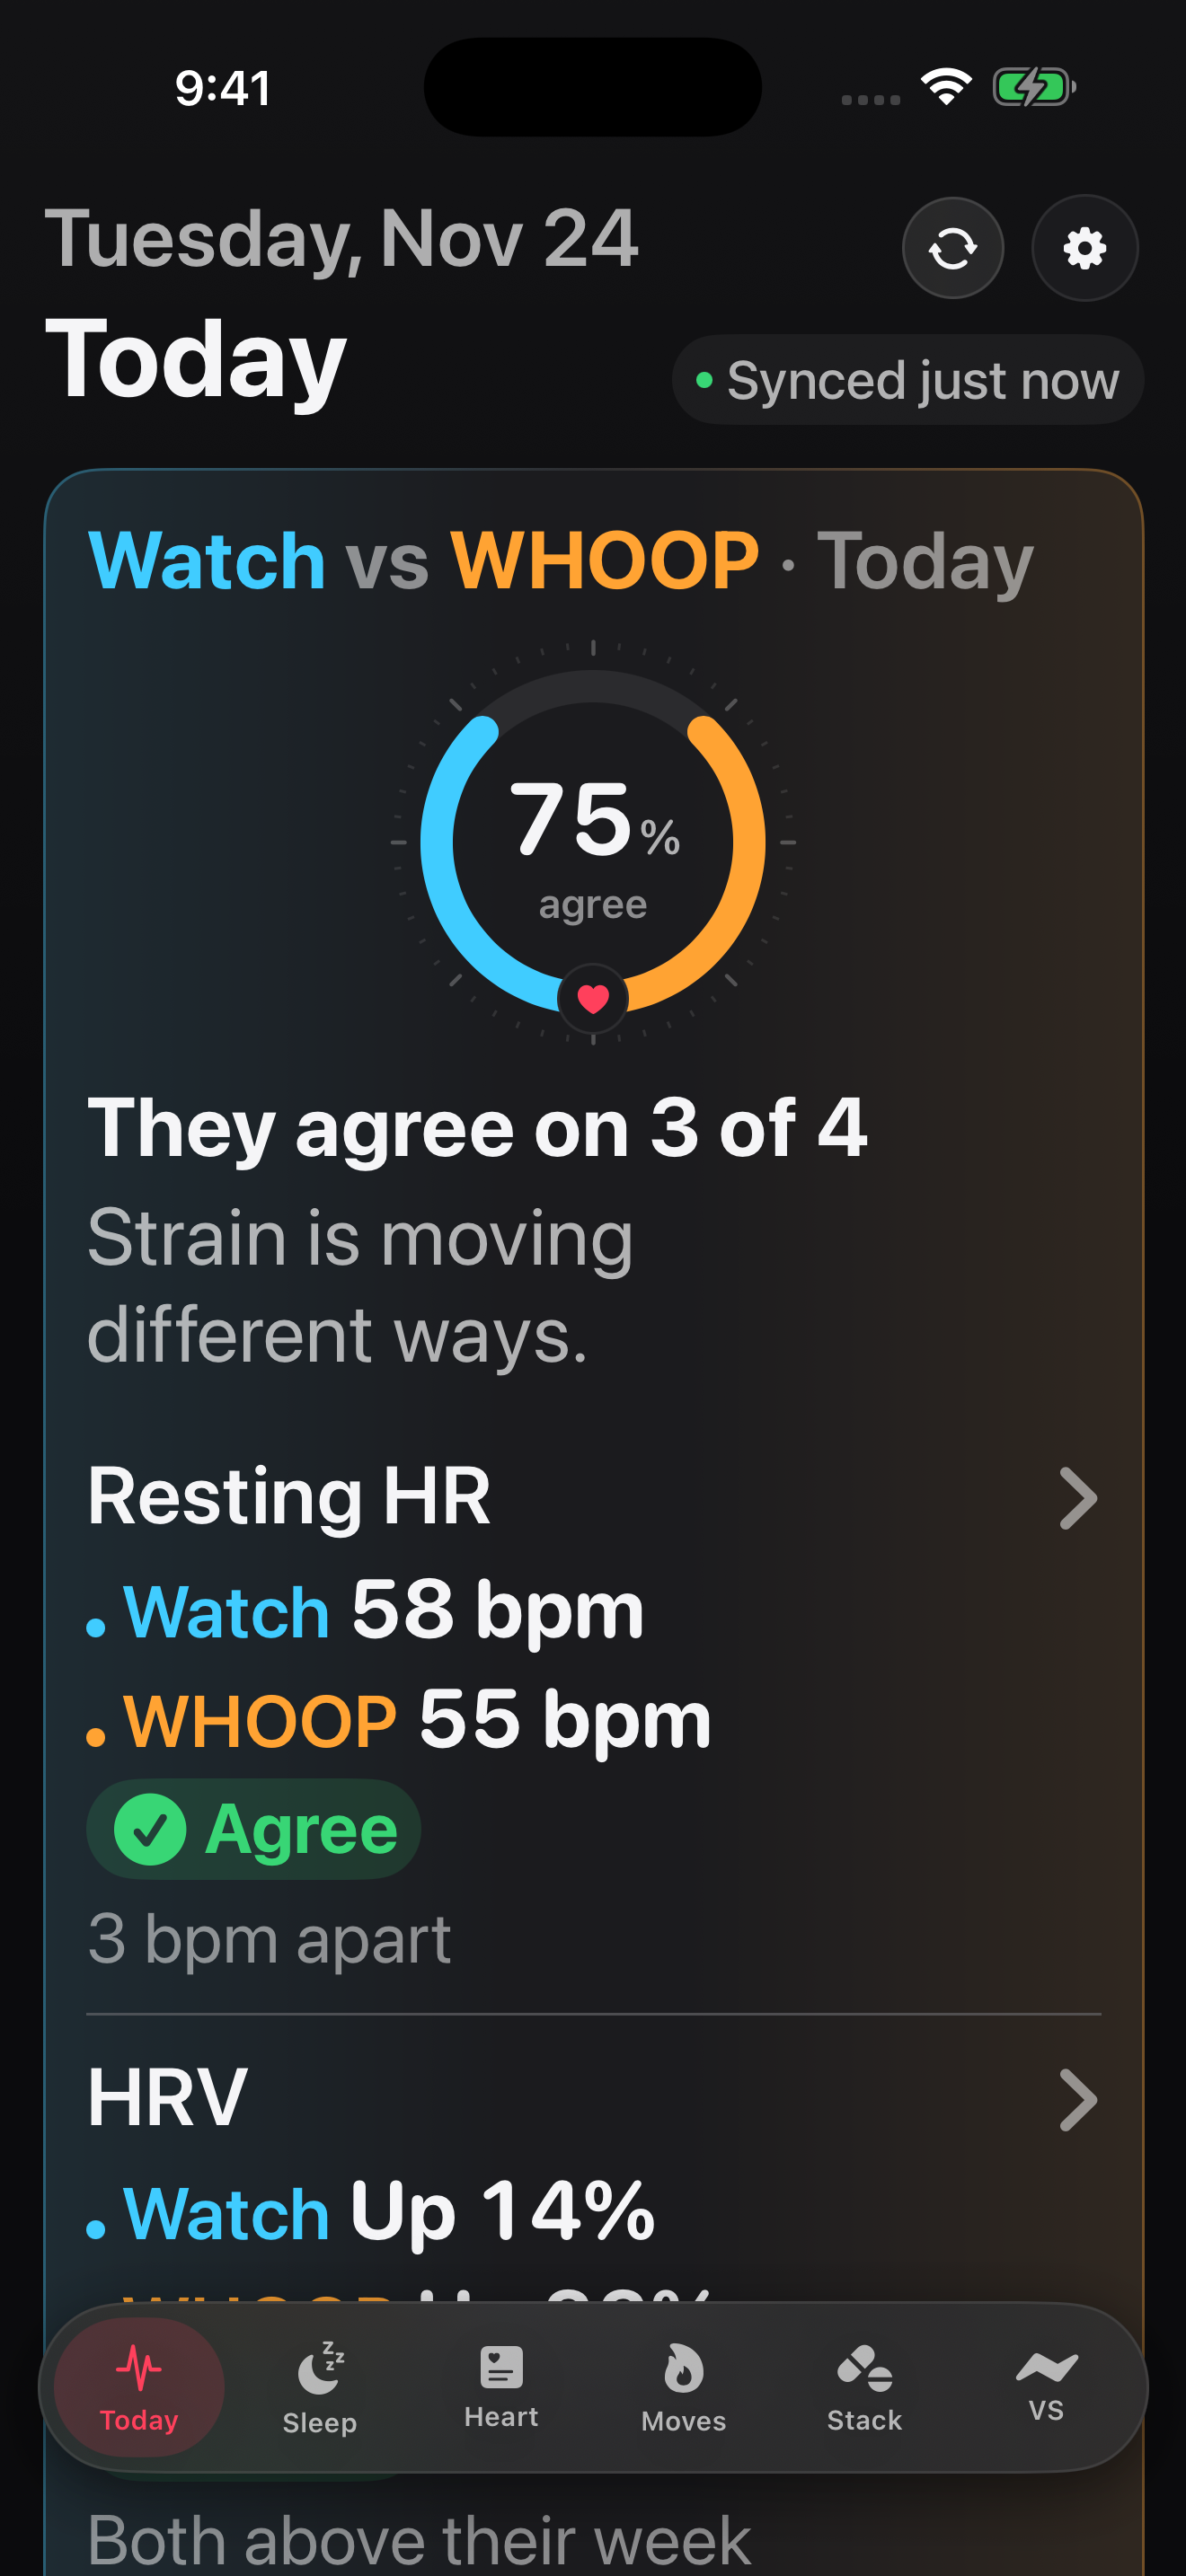 9:41
Tuesday, Nov 24
Today
Synced just now
Watch vs WHOOP · Today
75%
agree
They agree on 3 of 4
Strain is moving
different ways.
Resting HR
Watch 58 bpm
WHOOP 55 bpm
Agree
3 bpm apart
HRV
Watch Up 14%
Today
Sleep
Heart
Moves
Stack
VS
Both above their week